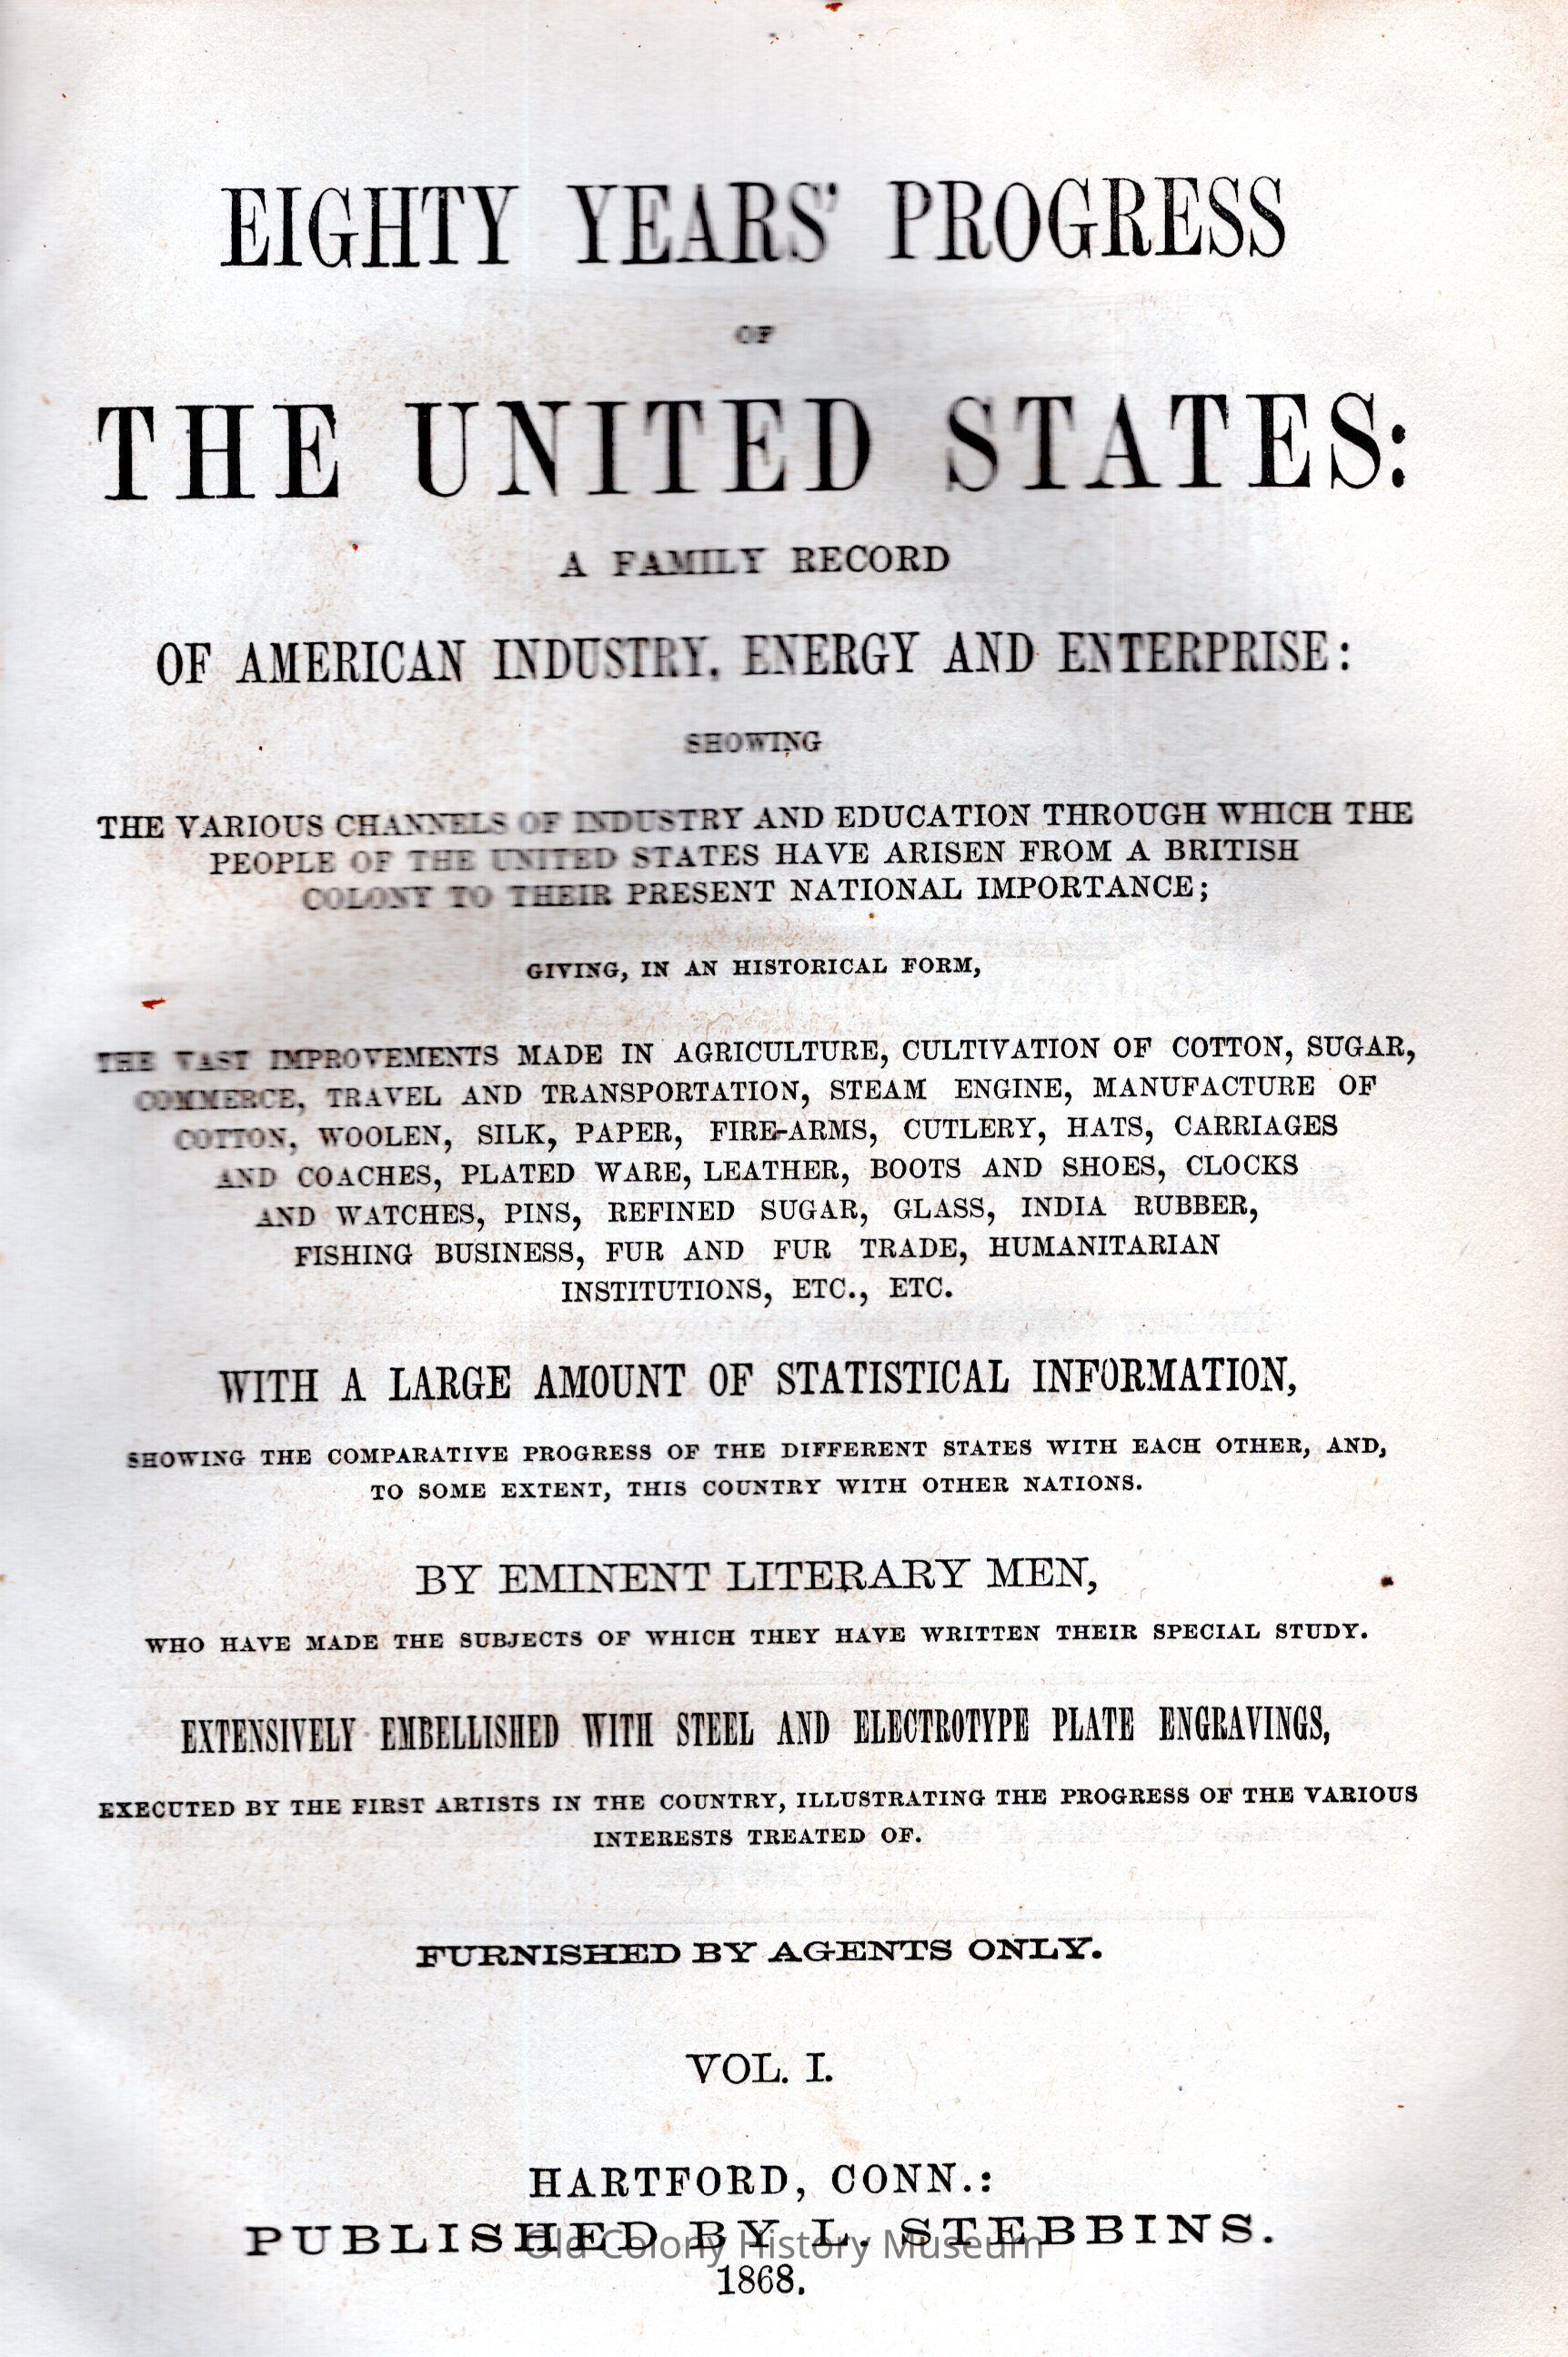 EIGHTY YEARS' PROGRESS
OF
THE UNITED STATES:
A FAMILY RECORD
OF AMERICAN INDUSTRY, ENERGY AND ENTERPRISE:
SHOWING
THE VARIOUS CHANNELS OF INDUSTRY AND EDUCATION THROUGH WHICH THE
PEOPLE OF THE UNITED STATES HAVE ARISEN FROM A BRITISH
COLONY TO THEIR PRESENT NATIONAL IMPORTANCE;
GIVING, IN AN HISTORICAL FORM,
THE VAST IMPROVEMENTS MADE IN AGRICULTURE, CULTIVATION OF COTTON, SUGAR,
COMMERCE, TRAVEL AND TRANSPORTATION, STEAM ENGINE, MANUFACTURE OF
COTTON, WOOLEN, SILK, PAPER, FIRE-ARMS, CUTLERY, HATS, CARRIAGES
AND COACHES, PLATED WARE, LEATHER, BOOTS AND SHOES, CLOCKS
AND WATCHES, PINS, REFINED SUGAR, GLASS, INDIA RUBBER,
FISHING BUSINESS, FUR AND FUR TRADE, HUMANITARIAN
INSTITUTIONS, ETC., ETC.
WITH A LARGE AMOUNT OF STATISTICAL INFORMATION,
SHOWING THE COMPARATIVE PROGRESS OF THE DIFFERENT STATES WITH EACH OTHER, AND,
TO SOME EXTENT, THIS COUNTRY WITH OTHER NATIONS.
BY EMINENT LITERARY MEN,
WHO HAVE MADE THE SUBJECTS OF WHICH THEY HAVE WRITTEN THEIR SPECIAL STUDY.
EXTENSIVELY EMBELLISHED WITH STEEL AND ELECTROTYPE PLATE ENGRAVINGS,
EXECUTED BY THE FIRST ARTISTS IN THE COUNTRY, ILLUSTRATING THE PROGRESS OF THE VARIOUS
INTERESTS TREATED OF.
FURNISHED BY AGENTS ONLY.
VOL. I.
HARTFORD, CONN.:
PUBLISHED BY L. STEBBINS.
Old Colony History Museum
1868.